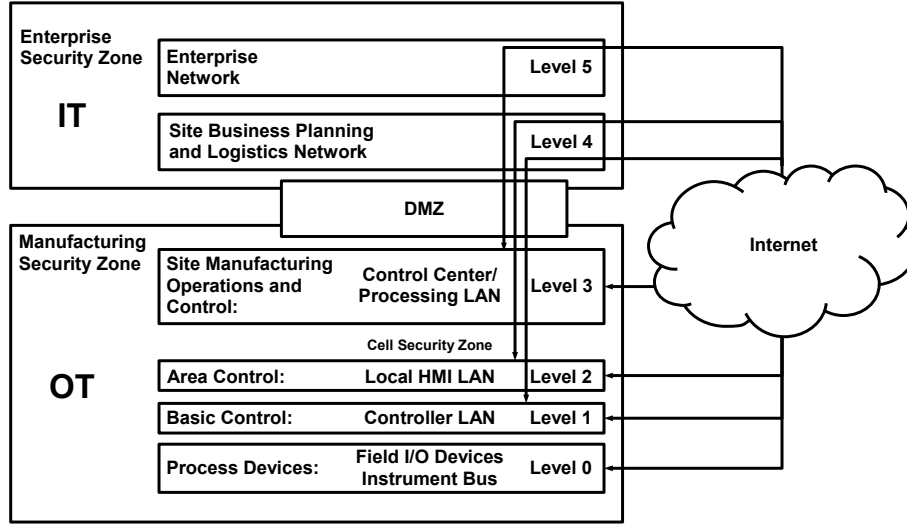 Enterprise
Security Zone
IT
Enterprise
Network
Level 5
Site Business Planning
and Logistics Network
Level 4
DMZ
Internet
Manufacturing
Security Zone
OT
Site Manufacturing
Operations and
Control:
Control Center/
Processing LAN
Level 3
Cell Security Zone
Area Control:
Local HMI LAN
Level 2
Basic Control:
Controller LAN
Level 1
Process Devices:
Field I/O Devices
Instrument Bus
Level 0